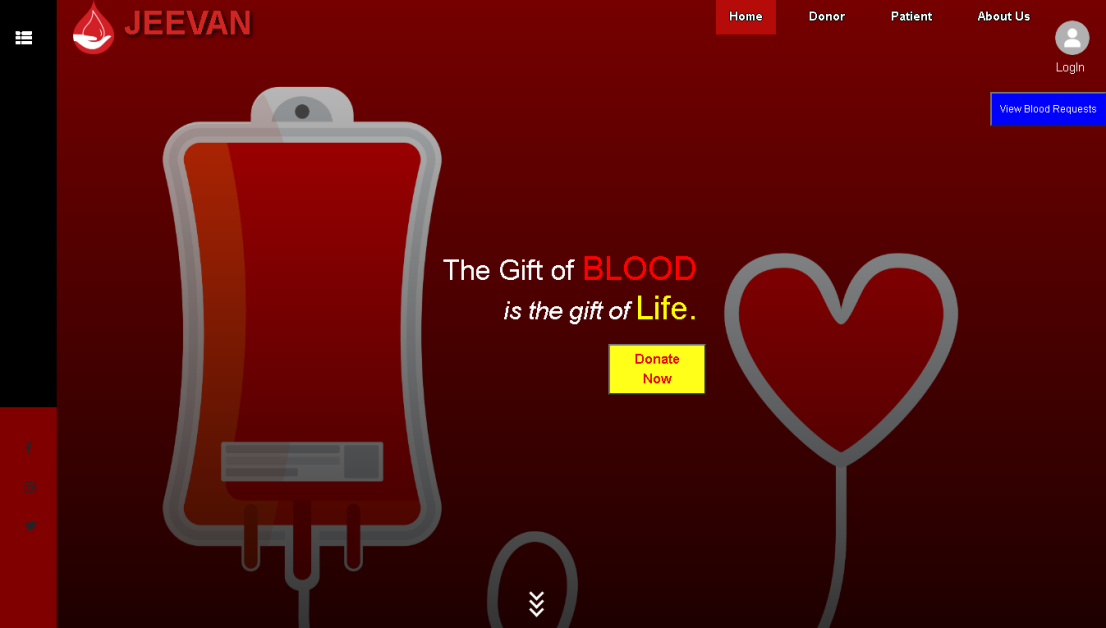 JEEVAN
Home Donor Patient About Us
LogIn
View Blood Requests
The Gift of BLOOD
is the gift of Life.
Donate
Now